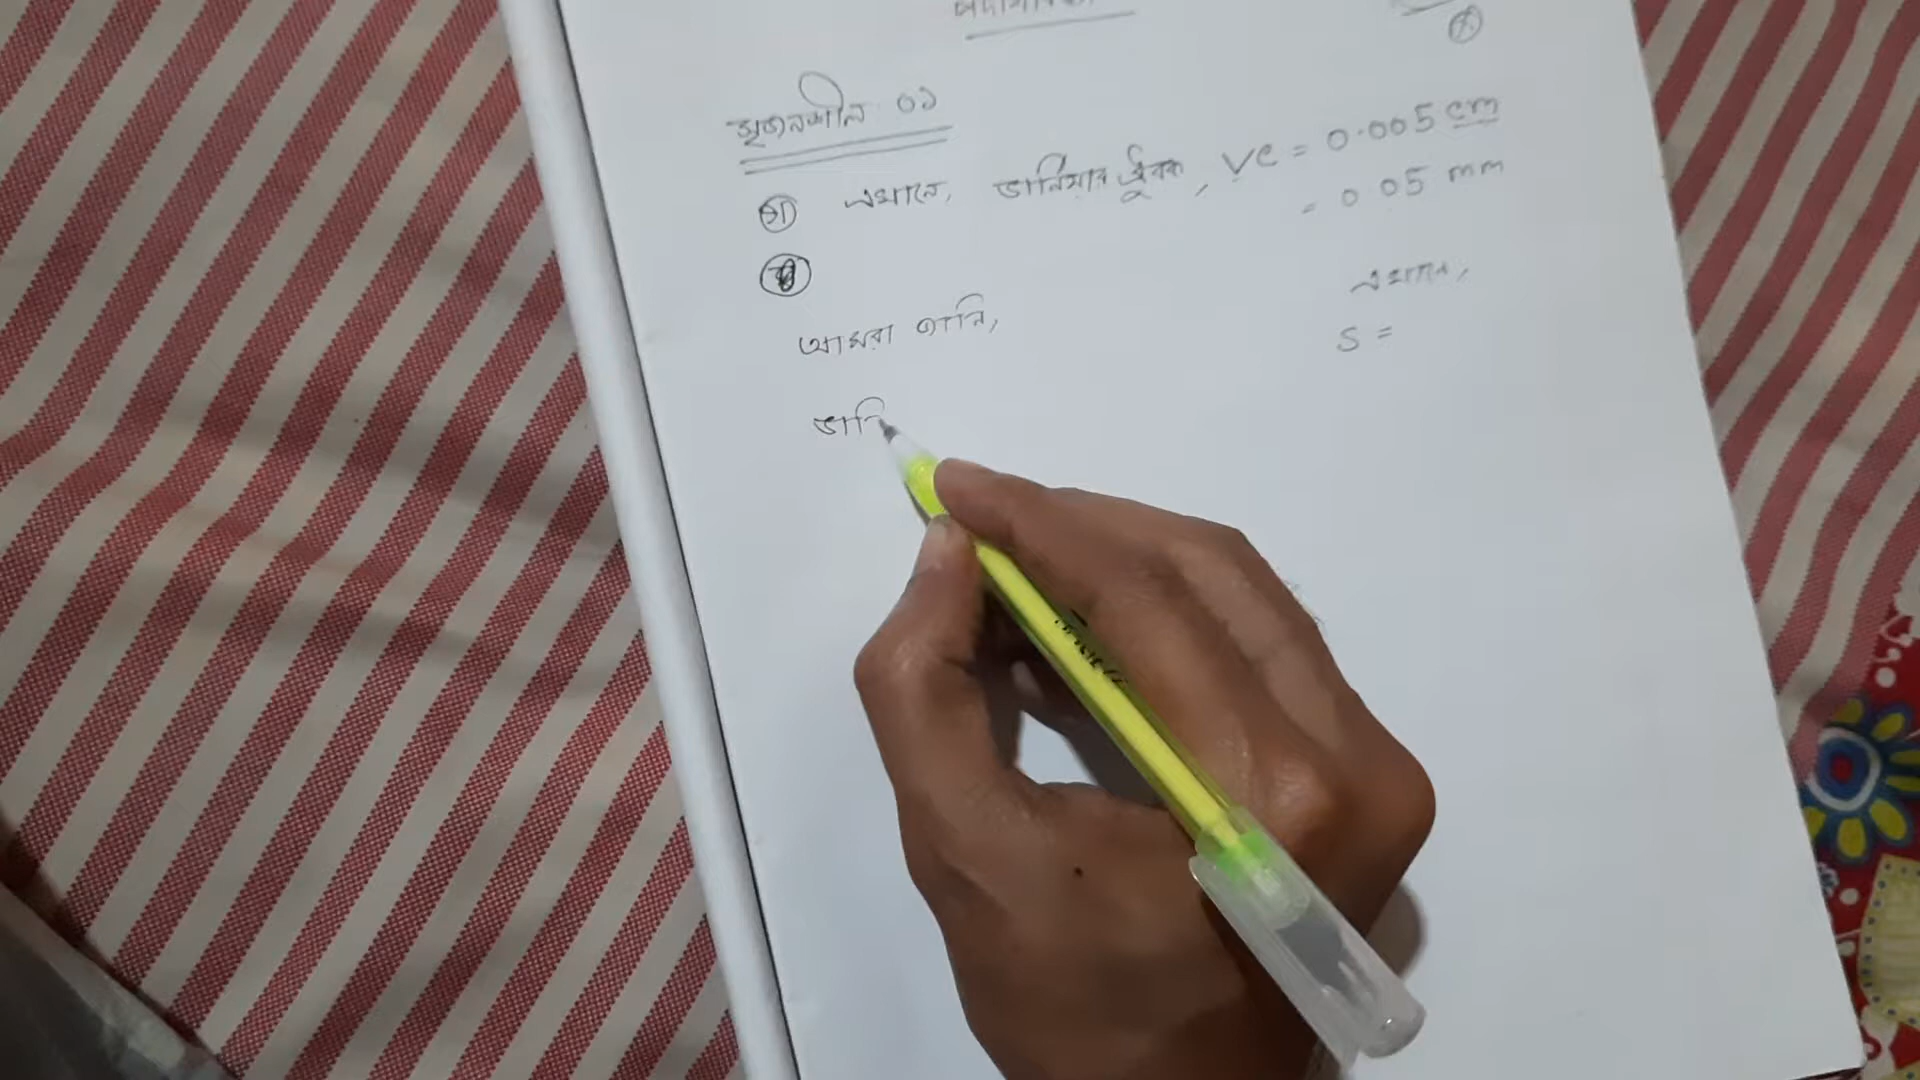 সৃজনশীল ০১
গ এখানে, ভার্নিয়ার ধ্রুবক, VC = 0.005 cm
= 0.05 mm
এখানে,
আমরা জানি,
S =
ভানি